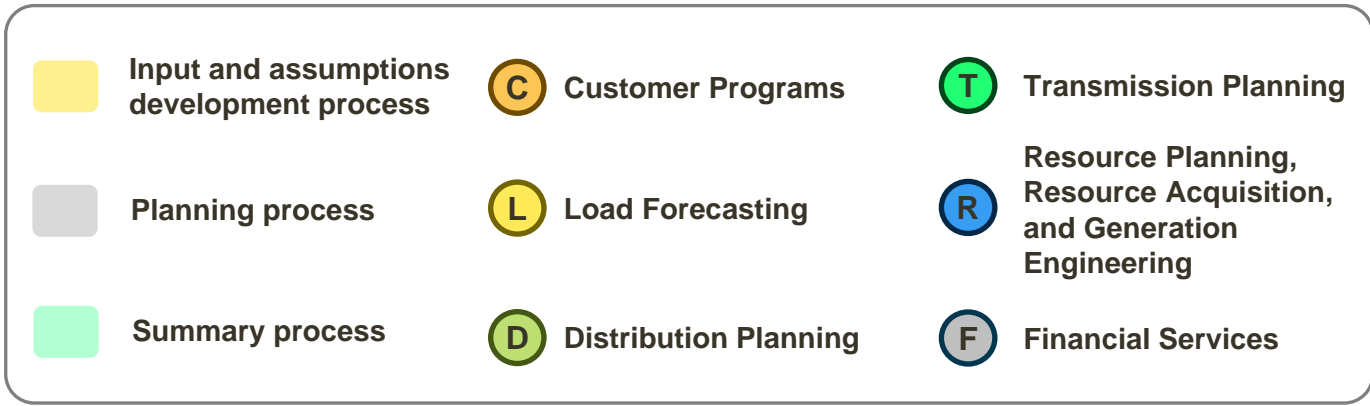 Input and assumptions
development process
C
Customer Programs
T
Transmission Planning
Planning process
L
Load Forecasting
R
Resource Planning,
Resource Acquisition,
and Generation
Engineering
Summary process
D
Distribution Planning
F
Financial Services